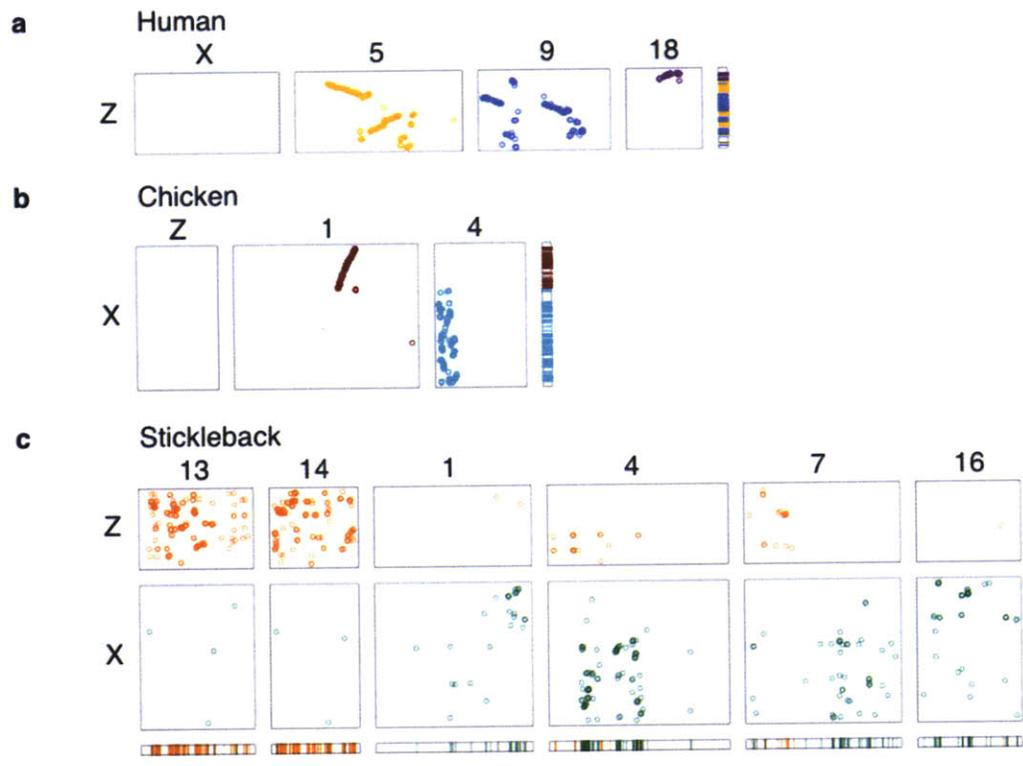 a Human
X 5 9 18
Z
b Chicken
Z 1 4
X
c Stickleback
13 14 1 4 7 16
Z
X